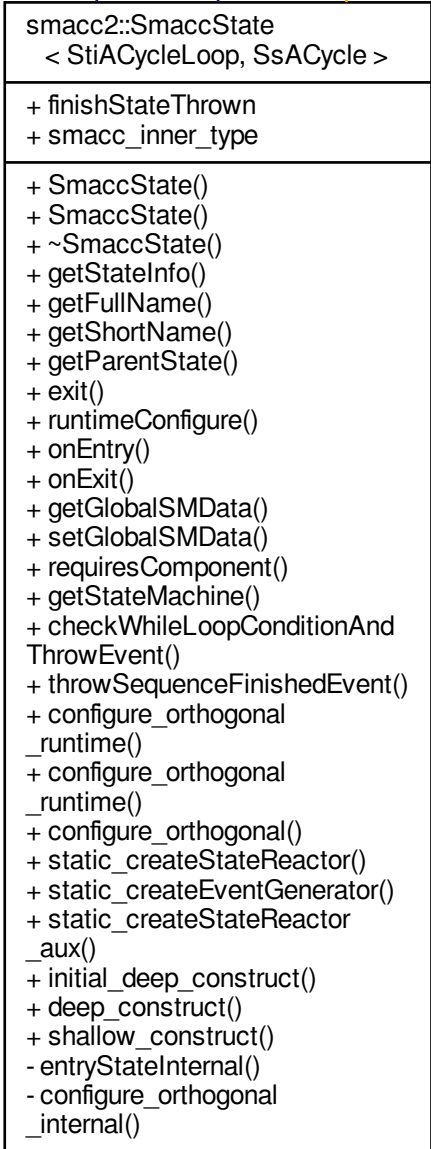 smacc2::SmaccState
< StiACycleLoop, SsACycle >
+ finishStateThrown
+ smacc_inner_type
+ SmaccState()
+ SmaccState()
+ ~SmaccState()
+ getStateInfo()
+ getFullName()
+ getShortName()
+ getParentState()
+ exit()
+ runtimeConfigure()
+ onEntry()
+ onExit()
+ getGlobalSMData()
+ setGlobalSMData()
+ requiresComponent()
+ getStateMachine()
+ checkWhileLoopConditionAnd
ThrowEvent()
+ throwSequenceFinishedEvent()
+ configure_orthogonal
_runtime()
+ configure_orthogonal
_runtime()
+ configure_orthogonal()
+ static_createStateReactor()
+ static_createEventGenerator()
+ static_createStateReactor
_aux()
+ initial_deep_construct()
+ deep_construct()
+ shallow_construct()
- entryStateInternal()
- configure_orthogonal
_internal()